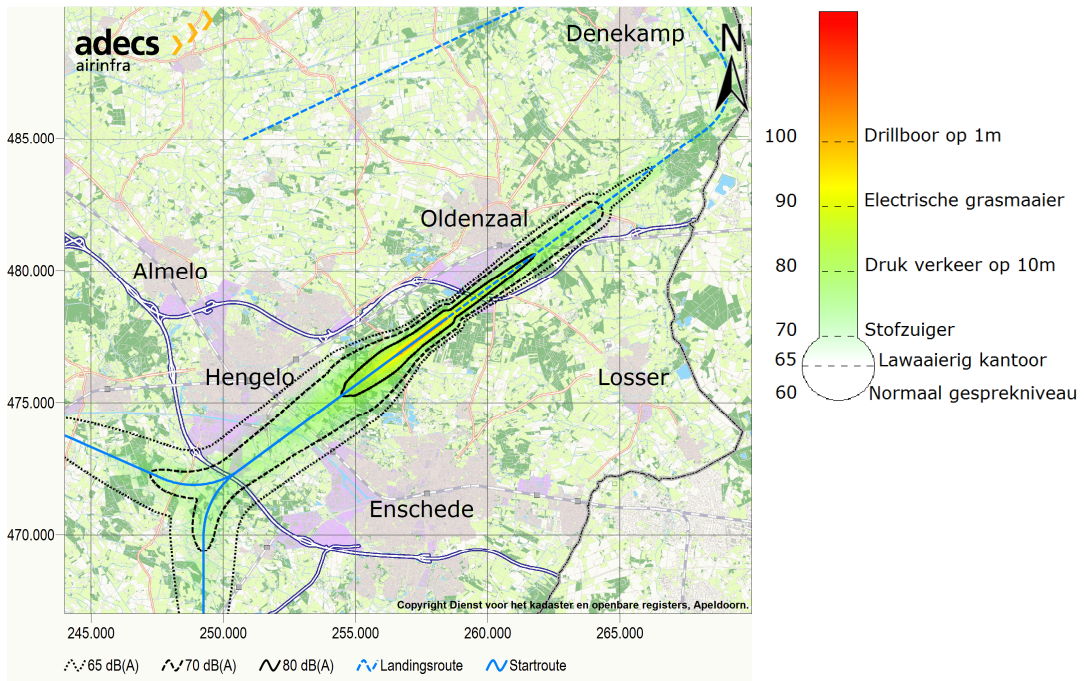 adecs
airinfra
Denekamp
N
Oldenzaal
Almelo
Hengelo
Losser
Enschede
485.000
480.000
475.000
470.000
Copyright Dienst voor het kadaster en openbare registers, Apeldoorn.
245.000 250.000 255.000 260.000 265.000
65 dB(A) 70 dB(A) 80 dB(A) Landingsroute Startroute
100 Drillboor op 1m
90 Electrische grasmaaier
80 Druk verkeer op 10m
70 Stofzuiger
65 Lawaaierig kantoor
60 Normaal gesprekniveau